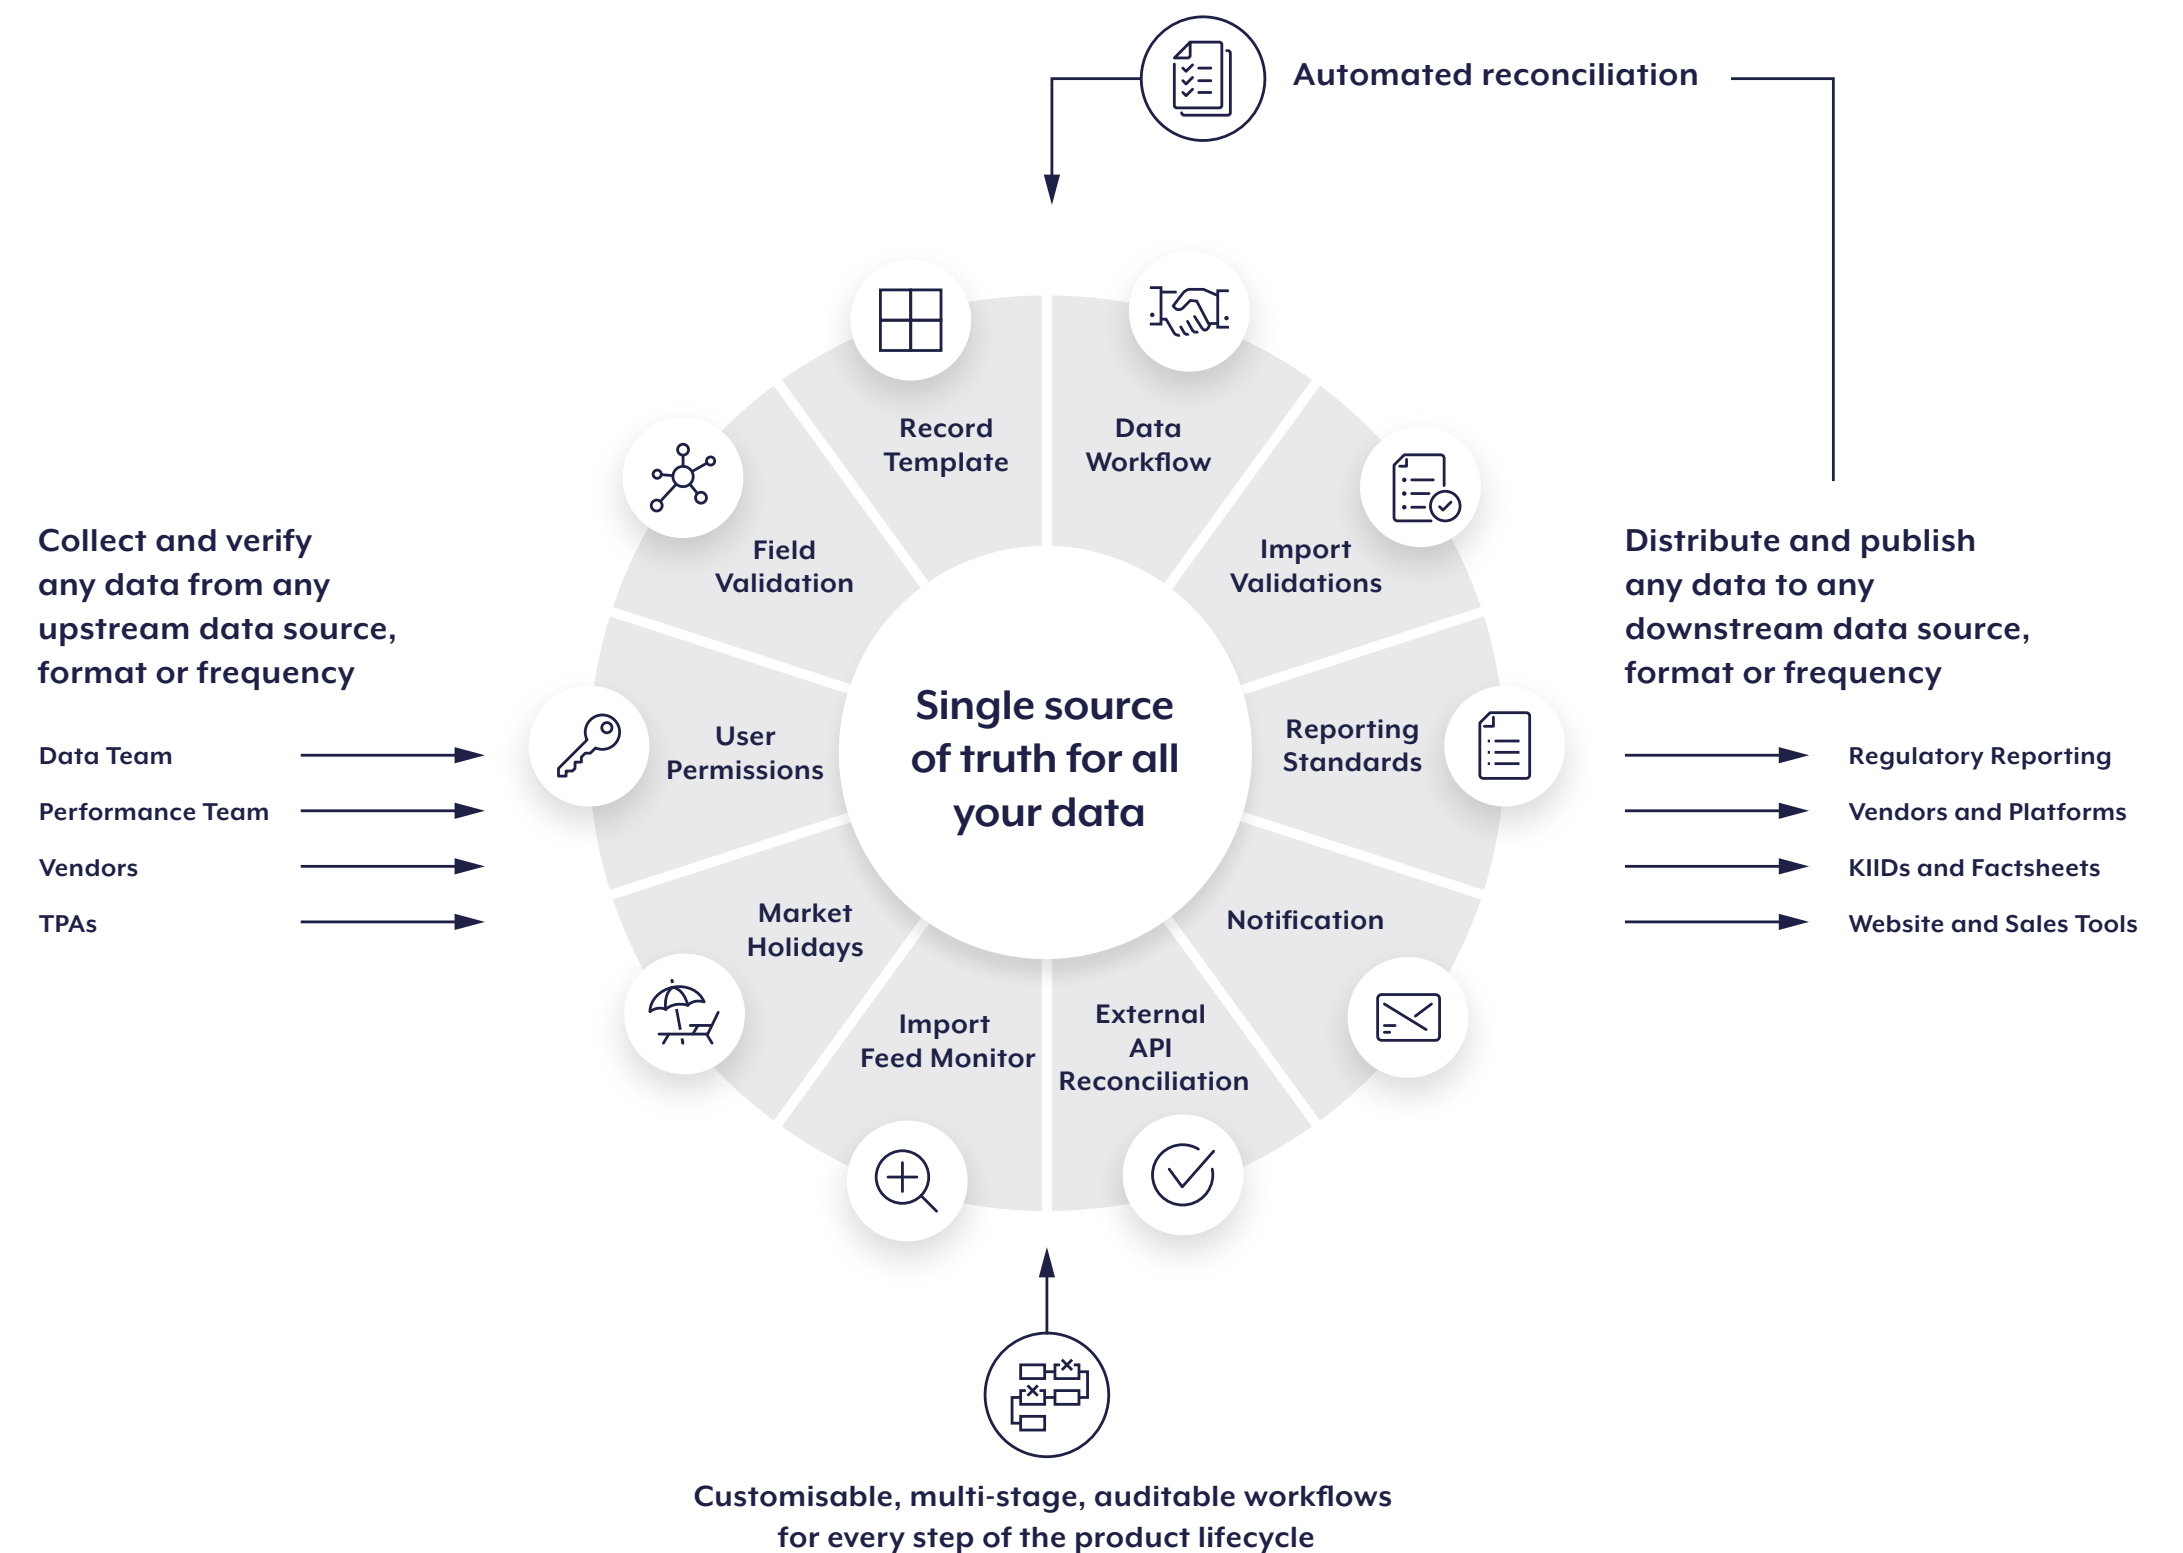 Automated reconciliation
Record
Template
Data
Workflow
Field
Validation
Import
Validations
User
Permissions
Reporting
Standards
Market
Holidays
Notification
Import
Feed Monitor
External
API
Reconciliation
Single source
of truth for all
your data
Collect and verify
any data from any
upstream data source,
format or frequency
Data Team
Performance Team
Vendors
TPAs
Distribute and publish
any data to any
downstream data source,
format or frequency
Regulatory Reporting
Vendors and Platforms
KIIDs and Factsheets
Website and Sales Tools
Customisable, multi-stage, auditable workflows
for every step of the product lifecycle